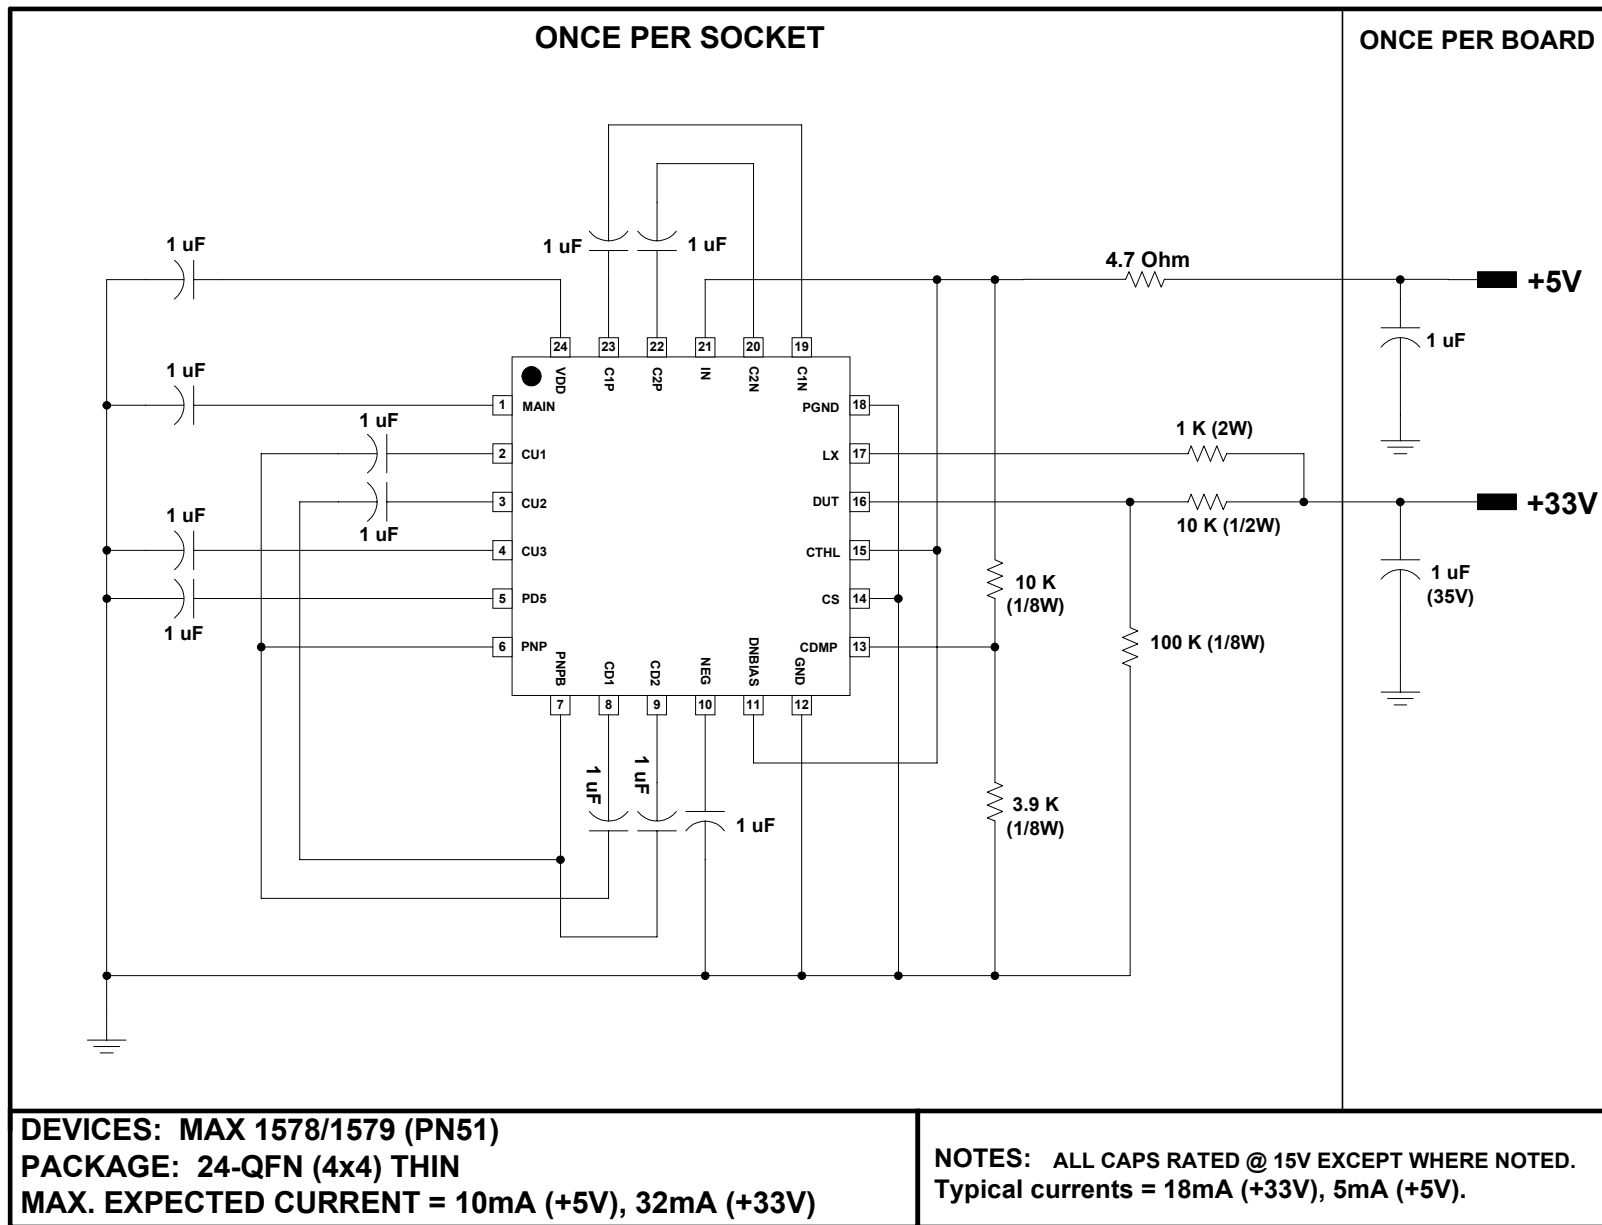 ONCE PER SOCKET
ONCE PER BOARD
1 uF
1 uF
1 uF
4.7 Ohm
+5V
1 uF
24
23
22
21
20
19
VDD
C1P
C2P
IN
C2N
C1N
1 uF
1
MAIN
PGND
18
1 uF
2
CU1
LX
17
1 K (2W)
3
CU2
DUT
16
10 K (1/2W)
+33V
1 uF
1 uF
4
CU3
CTHL
15
10 K
(1/8W)
1 uF
(35V)
5
PD5
CS
14
1 uF
6
PNP
CDMP
13
100 K (1/8W)
PNPB
CD1
CD2
NEG
DNBIAS
GND
7
8
9
10
11
12
1 uF
1 uF
1 uF
3.9 K
(1/8W)
DEVICES: MAX 1578/1579 (PN51)
PACKAGE: 24-QFN (4x4) THIN
MAX. EXPECTED CURRENT = 10mA (+5V), 32mA (+33V)
NOTES: ALL CAPS RATED @ 15V EXCEPT WHERE NOTED.
Typical currents = 18mA (+33V), 5mA (+5V).